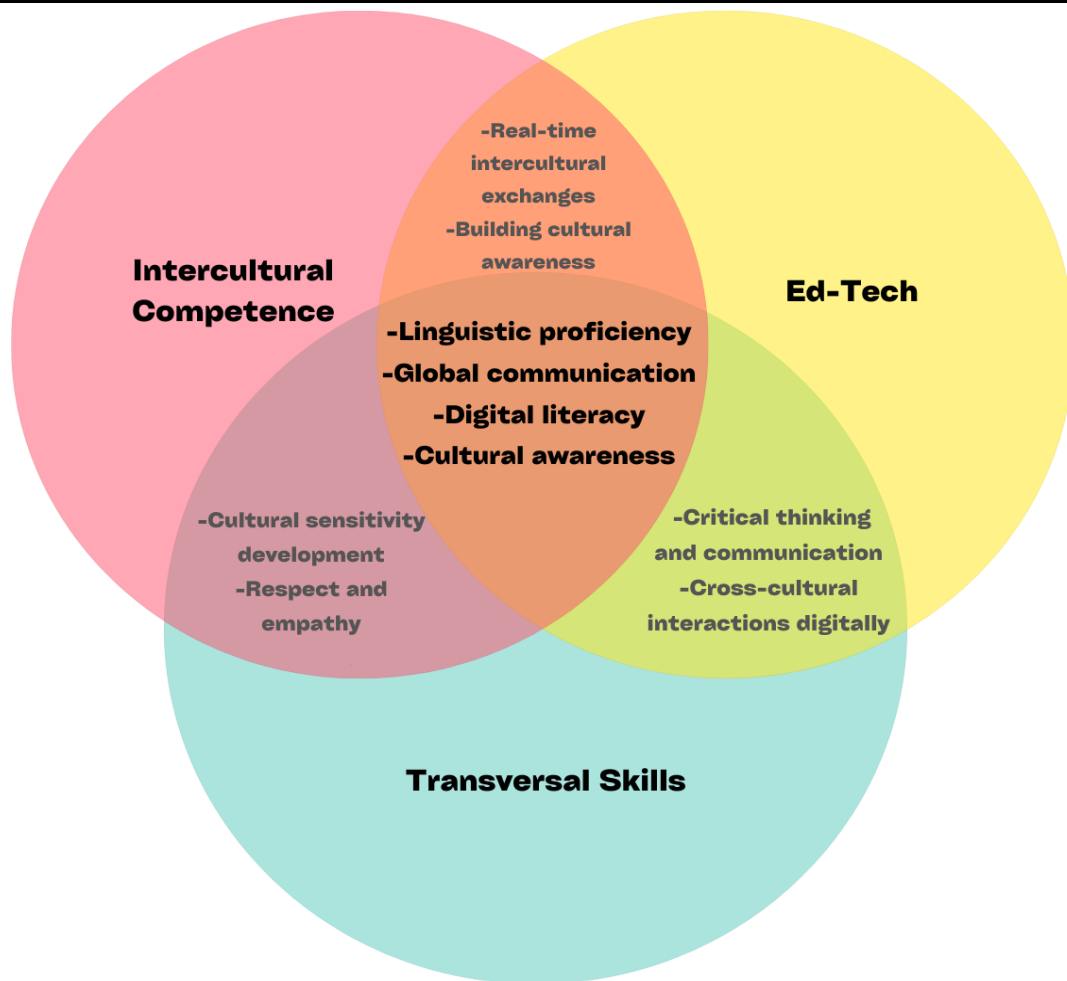 -Real-time
intercultural
exchanges
-Building cultural
awareness
Intercultural
Competence
Ed-Tech
-Linguistic proficiency
-Global communication
-Digital literacy
-Cultural awareness
-Cultural sensitivity
development
-Respect and
empathy
-Critical thinking
and communication
-Cross-cultural
interactions digitally
Transversal Skills